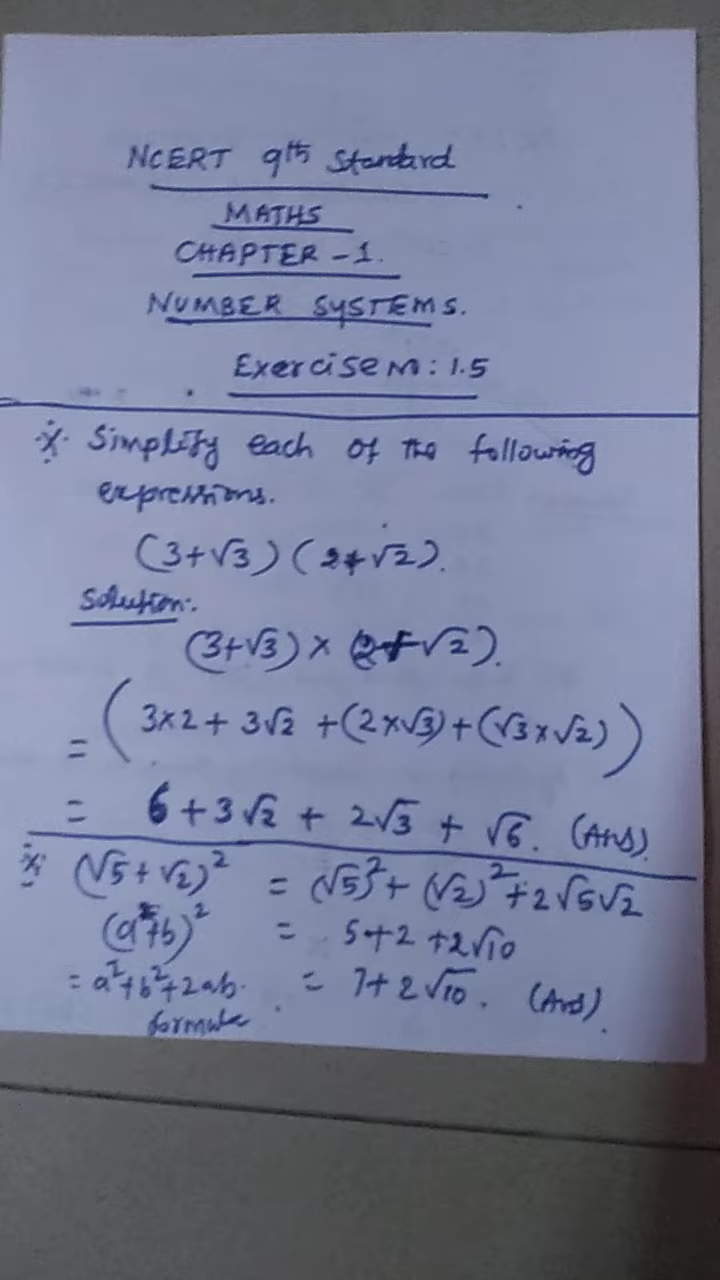 NCERT 9th Standard
MATHS
CHAPTER - 1.
NUMBER SYSTEMS.
Exercise No: 1.5
※ Simplify each of the following
expressions.
(3+√3) (2+√2).
Solution:
(3+√3) × (2+√2).
= (3×2 + 3√2 + (2×√3) + (√3×√2))
= 6 + 3√2 + 2√3 + √6. (Ans).
※ (√5+√2)² = (√5)² + (√2)² + 2√5√2
(a+b)² = 5+2+2√10
= a²+b²+2ab. = 7+2√10. (Ans).
formula